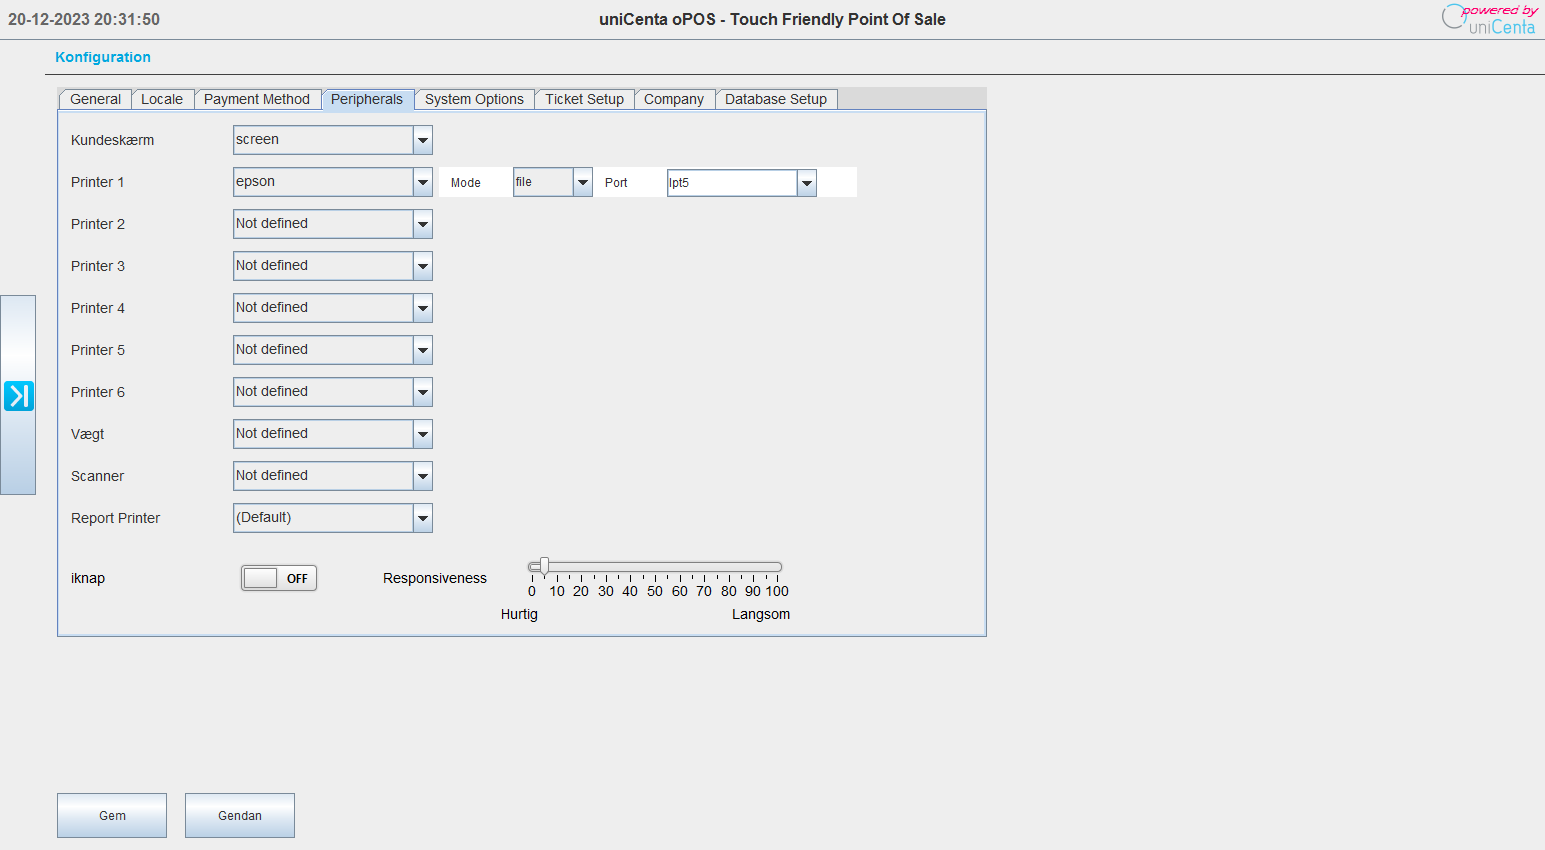 20-12-2023 20:31:50 uniCenta oPOS - Touch Friendly Point Of Sale powered by
uniCenta
Konfiguration
General Locale Payment Method Peripherals System Options Ticket Setup Company Database Setup
Kundeskærm screen
Printer 1 epson Mode file Port lpt5
Printer 2 Not defined
Printer 3 Not defined
Printer 4 Not defined
Printer 5 Not defined
Printer 6 Not defined
Vægt Not defined
Scanner Not defined
Report Printer (Default)
iknap OFF Responsiveness
0 10 20 30 40 50 60 70 80 90 100
Hurtig Langsom
Gem Gendan